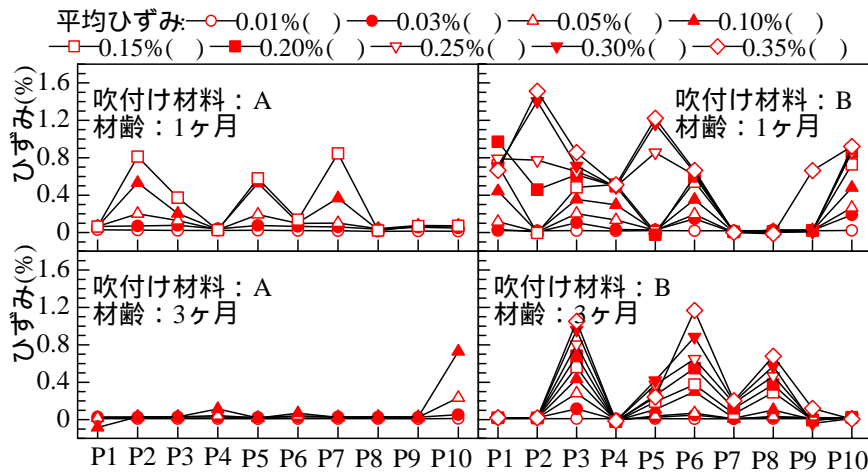 平均ひずみ: 0.01%( ) 0.03%( ) 0.05%( ) 0.10%( )
0.15%( ) 0.20%( ) 0.25%( ) 0.30%( ) 0.35%( )
ひずみ(%)
1.6
1.2
0.8
0.4
0
吹付け材料：A
材齢：1ヶ月
吹付け材料：B
材齢：1ヶ月
ひずみ(%)
1.6
1.2
0.8
0.4
0
吹付け材料：A
材齢：3ヶ月
吹付け材料：B
材齢：3ヶ月
P1 P2 P3 P4 P5 P6 P7 P8 P9 P10 P1 P2 P3 P4 P5 P6 P7 P8 P9 P10